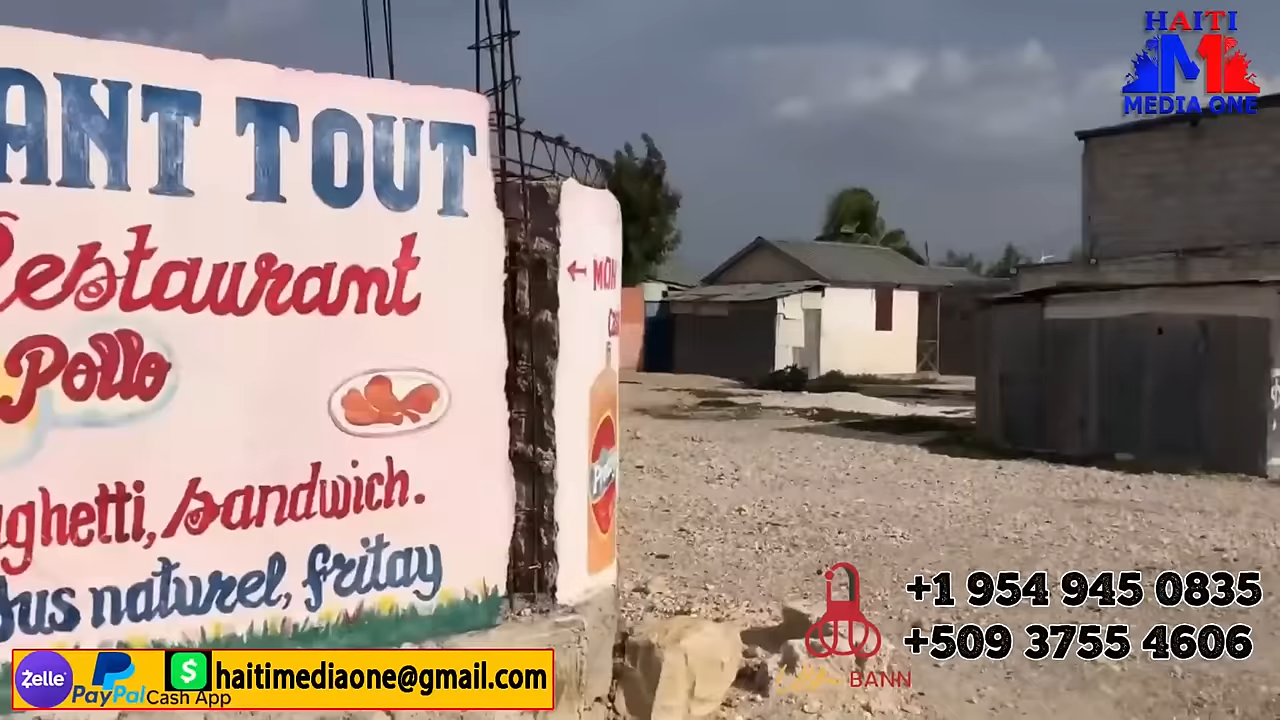 ANT TOUT
Restaurant
Pollo
ghetti, sandwich.
Jus naturel, fritay
← MON
HAITI
M1
MEDIA ONE
+1 954 945 0835
+509 3755 4606
BANN
Zelle
PayPal
$
Cash App
haitimediaone@gmail.com